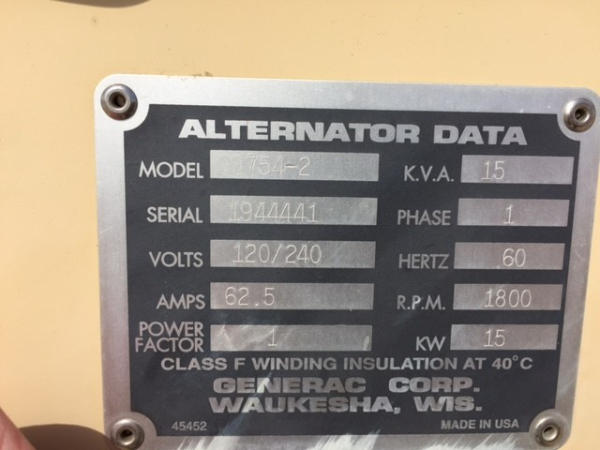 ALTERNATOR DATA
MODEL 754-2 K.V.A. 15
SERIAL 1944441 PHASE 1
VOLTS 120/240 HERTZ 60
AMPS 62.5 R.P.M. 1800
POWER FACTOR 1 KW 15
CLASS F WINDING INSULATION AT 40°C
GENERAC CORP.
WAUKESHA, WIS.
45452 MADE IN USA